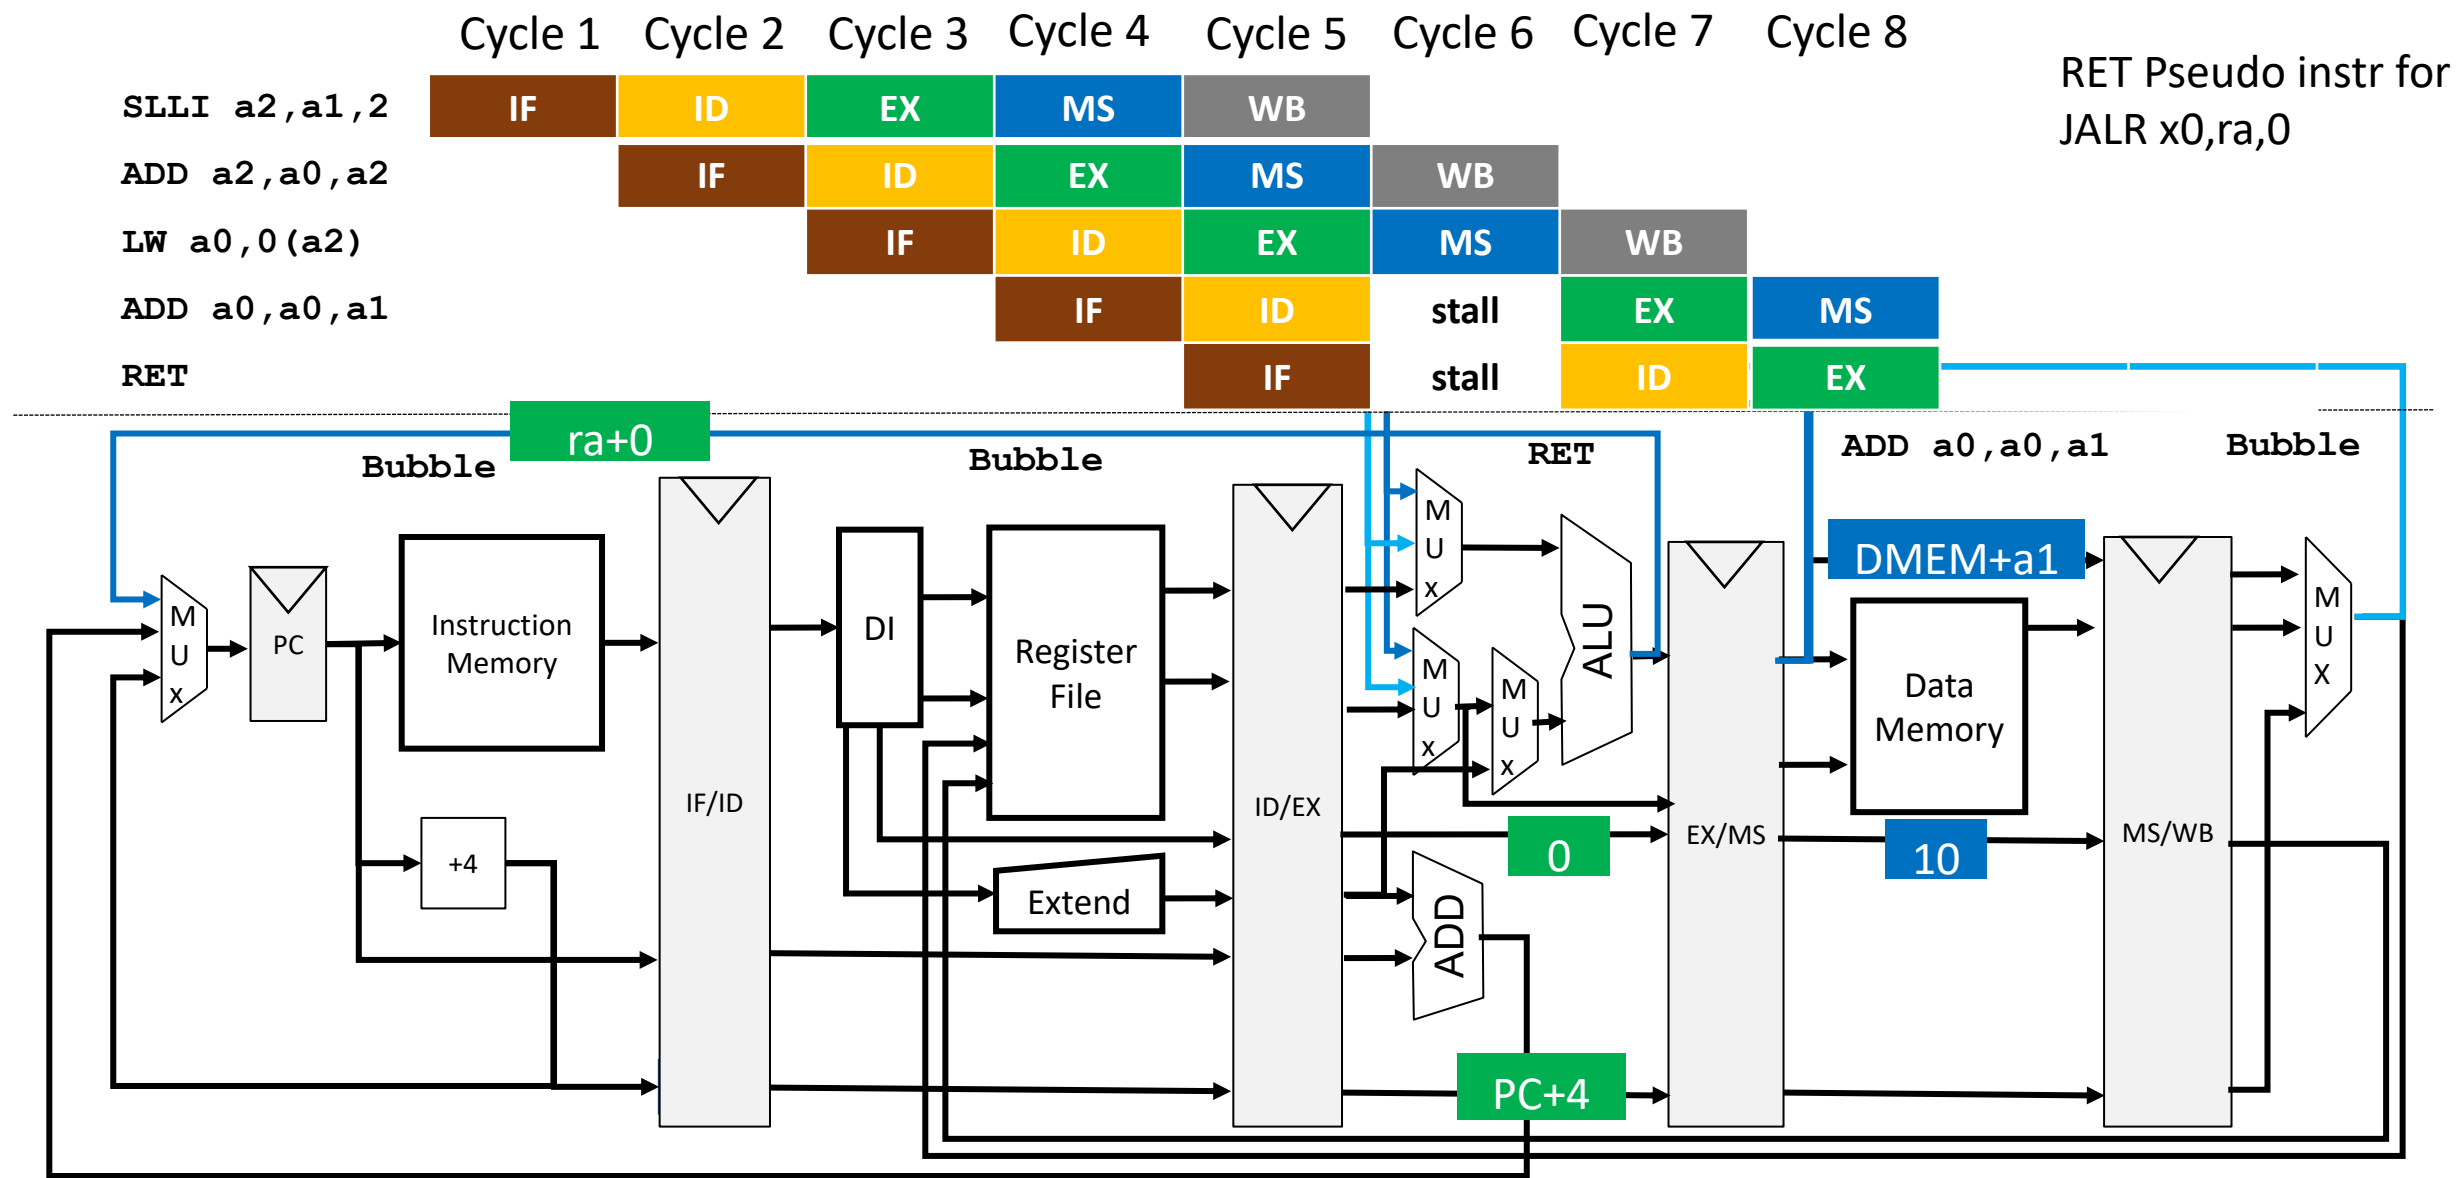 Cycle 1 Cycle 2 Cycle 3 Cycle 4 Cycle 5 Cycle 6 Cycle 7 Cycle 8
RET Pseudo instr for
JALR x0,ra,0
SLLI a2,a1,2 IF ID EX MS WB
ADD a2,a0,a2 IF ID EX MS WB
LW a0,0(a2) IF ID EX MS WB
ADD a0,a0,a1 IF ID stall EX MS
RET IF stall ID EX
ra+0
Bubble
Bubble
RET
ADD a0,a0,a1
Bubble
M
U
x
PC
Instruction
Memory
+4
IF/ID
DI
Register
File
Extend
ID/EX
M
U
x
M
U
x
M
U
x
ALU
0
ADD
PC+4
EX/MS
DMEM+a1
Data
Memory
10
MS/WB
M
U
X